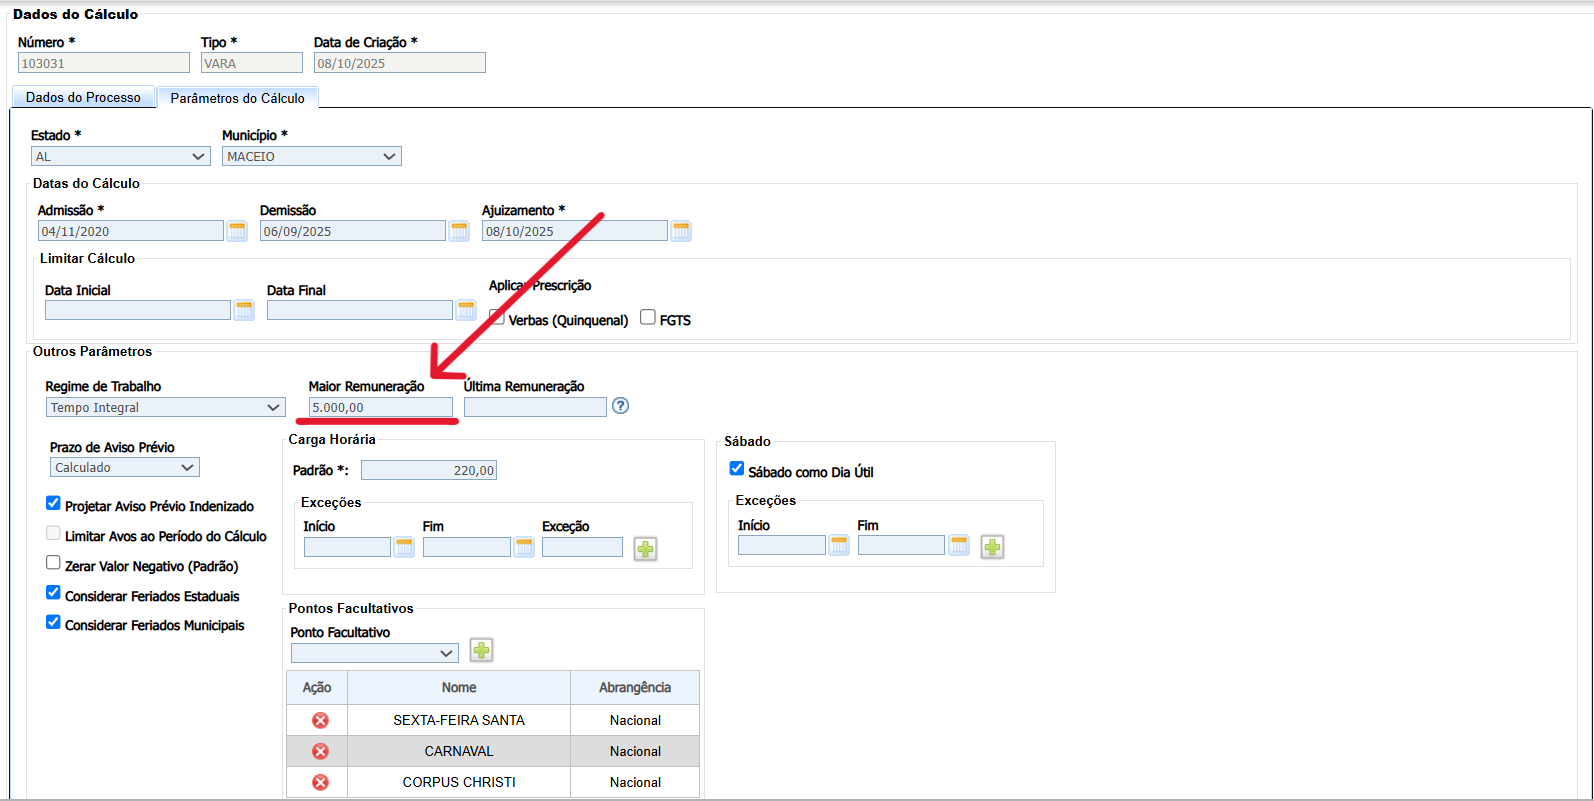 Dados do Cálculo
Número * Tipo * Data de Criação *
103031 VARA 08/10/2025
Dados do Processo Parâmetros do Cálculo
Estado * Município *
AL MACEIO
Datas do Cálculo
Admissão * Demissão Ajuizamento *
04/11/2020 06/09/2025 08/10/2025
Limitar Cálculo
Data Inicial Data Final Aplicar Prescrição
Verbas (Quinquenal) FGTS
Outros Parâmetros
Regime de Trabalho Maior Remuneração Última Remuneração
Tempo Integral 5.000,00 ?
Prazo de Aviso Prévio
Calculado
Projetar Aviso Prévio Indenizado
Limitar Avos ao Período do Cálculo
Zerar Valor Negativo (Padrão)
Considerar Feriados Estaduais
Considerar Feriados Municipais
Carga Horária
Padrão *: 220,00
Exceções
Início Fim Exceção
Sábado
Sábado como Dia Útil
Exceções
Início Fim
Pontos Facultativos
Ponto Facultativo
Ação Nome Abrangência
SEXTA-FEIRA SANTA Nacional
CARNAVAL Nacional
CORPUS CHRISTI Nacional